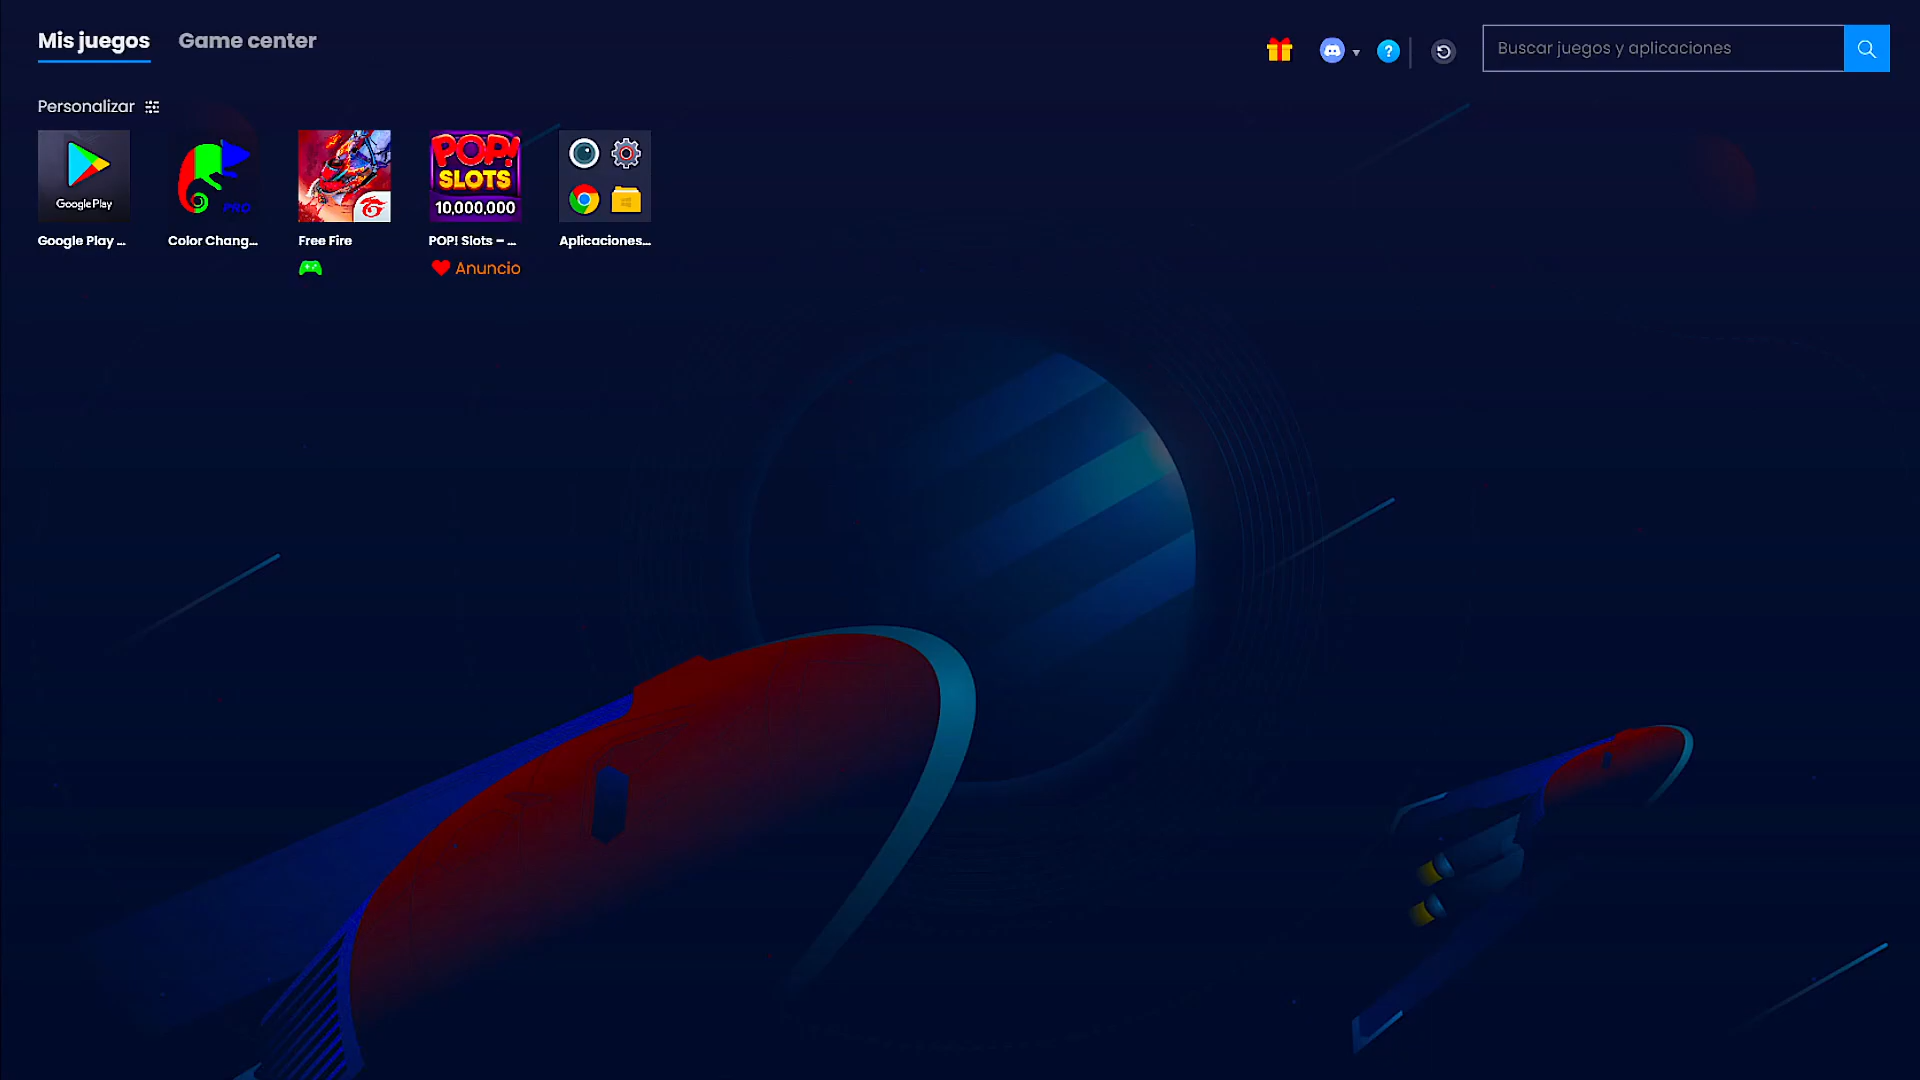 Mis juegos
Game center
?
Buscar juegos y aplicaciones
Personalizar
Google Play
PRO
POP!
SLOTS
10,000,000
Google Play ...
Color Chang...
Free Fire
POP! Slots – ...
Aplicaciones...
Anuncio